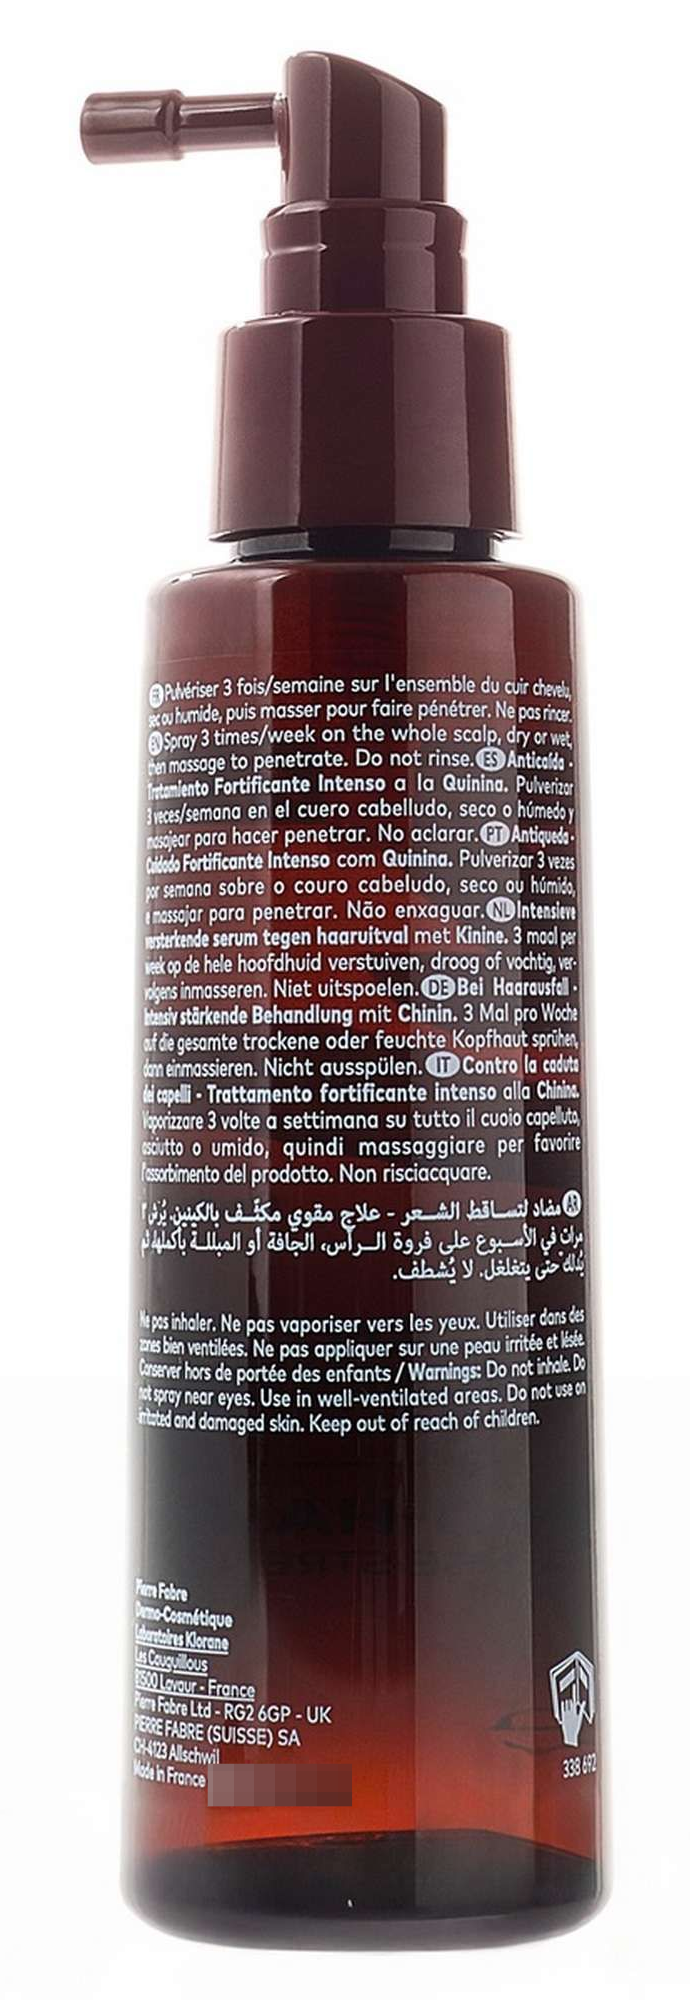 FR Pulvériser 3 fois/semaine sur l'ensemble du cuir chevelu,
sec ou humide, puis masser pour faire pénétrer. Ne pas rincer.
EN Spray 3 times/week on the whole scalp, dry or wet,
then massage to penetrate. Do not rinse. ES Anticaída -
Tratamiento Fortificante Intenso a la Quinina. Pulverizar
3 veces/semana en el cuero cabelludo, seco o húmedo y
masajear para hacer penetrar. No aclarar. PT Antiqueda -
Cuidado Fortificante Intenso com Quinina. Pulverizar 3 vezes
por semana sobre o couro cabeludo, seco ou húmido,
e massajar para penetrar. Não enxaguar. NL Intensieve
versterkende serum tegen haaruitval met Kinine. 3 maal per
week op de hele hoofdhuid verstuiven, droog of vochtig, ver-
volgens inmasseren. Niet uitspoelen. DE Bei Haarausfall -
Intensiv stärkende Behandlung mit Chinin. 3 Mal pro Woche
auf die gesamte trockene oder feuchte Kopfhaut sprühen,
dann einmassieren. Nicht ausspülen. IT Contro la caduta
dei capelli - Trattamento fortificante intenso alla Chinina.
Vaporizzare 3 volte a settimana su tutto il cuoio capelluto,
asciutto o umido, quindi massaggiare per favorire
l'assorbimento del prodotto. Non risciacquare.
AR مضاد لتساقط الشعر - علاج مقوي مكثّف بالكينين. يُرش ٣
مرات في الأسبوع على فروة الرأس، الجافة أو المبللة بأكملها، ثم
يُدلك حتى يتغلغل. لا يُشطف.
Ne pas inhaler. Ne pas vaporiser vers les yeux. Utiliser dans des
zones bien ventilées. Ne pas appliquer sur une peau irritée et lésée.
Conserver hors de portée des enfants / Warnings: Do not inhale. Do
not spray near eyes. Use in well-ventilated areas. Do not use on
irritated and damaged skin. Keep out of reach of children.
Pierre Fabre
Dermo-Cosmétique
Laboratoires Klorane
Les Cauquillous
81500 Lavaur - France
Pierre Fabre Ltd - RG2 6GP - UK
PIERRE FABRE (SUISSE) SA
CH-4123 Allschwil
Made in France
338 692